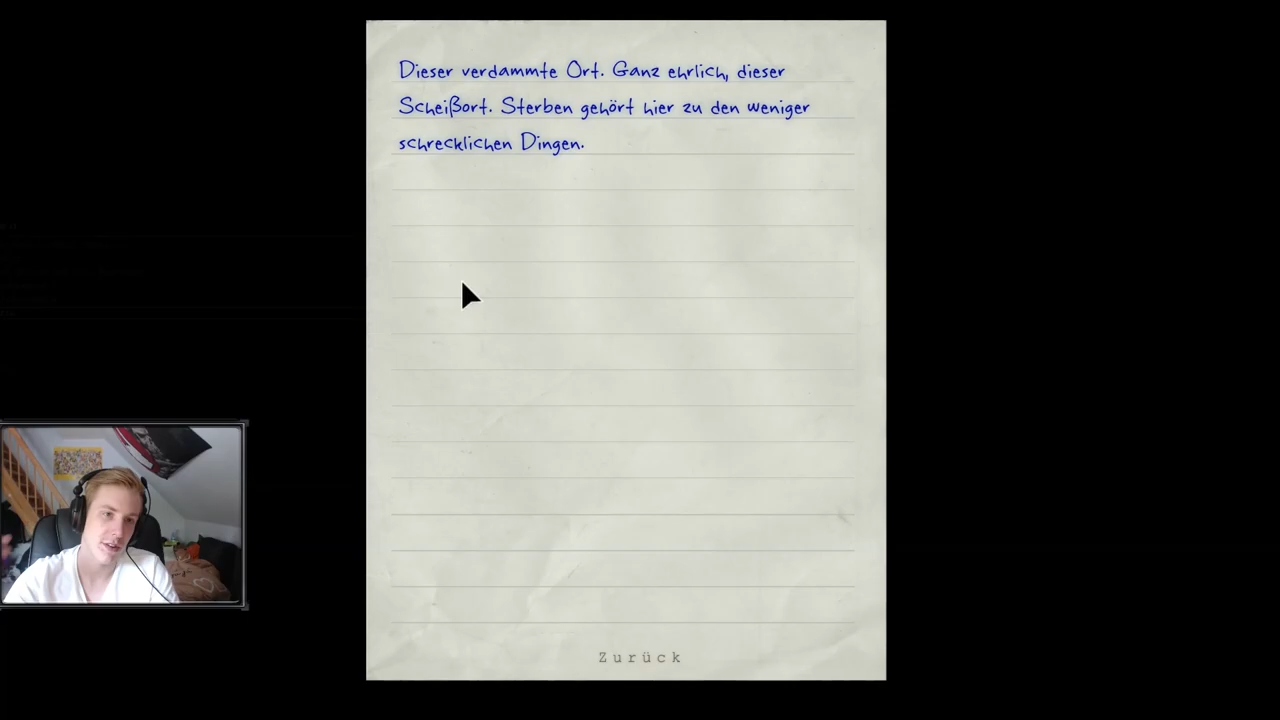 Dieser verdammte Ort. Ganz ehrlich, dieser
Scheißort. Sterben gehört hier zu den weniger
schrecklichen Dingen.
Zurück